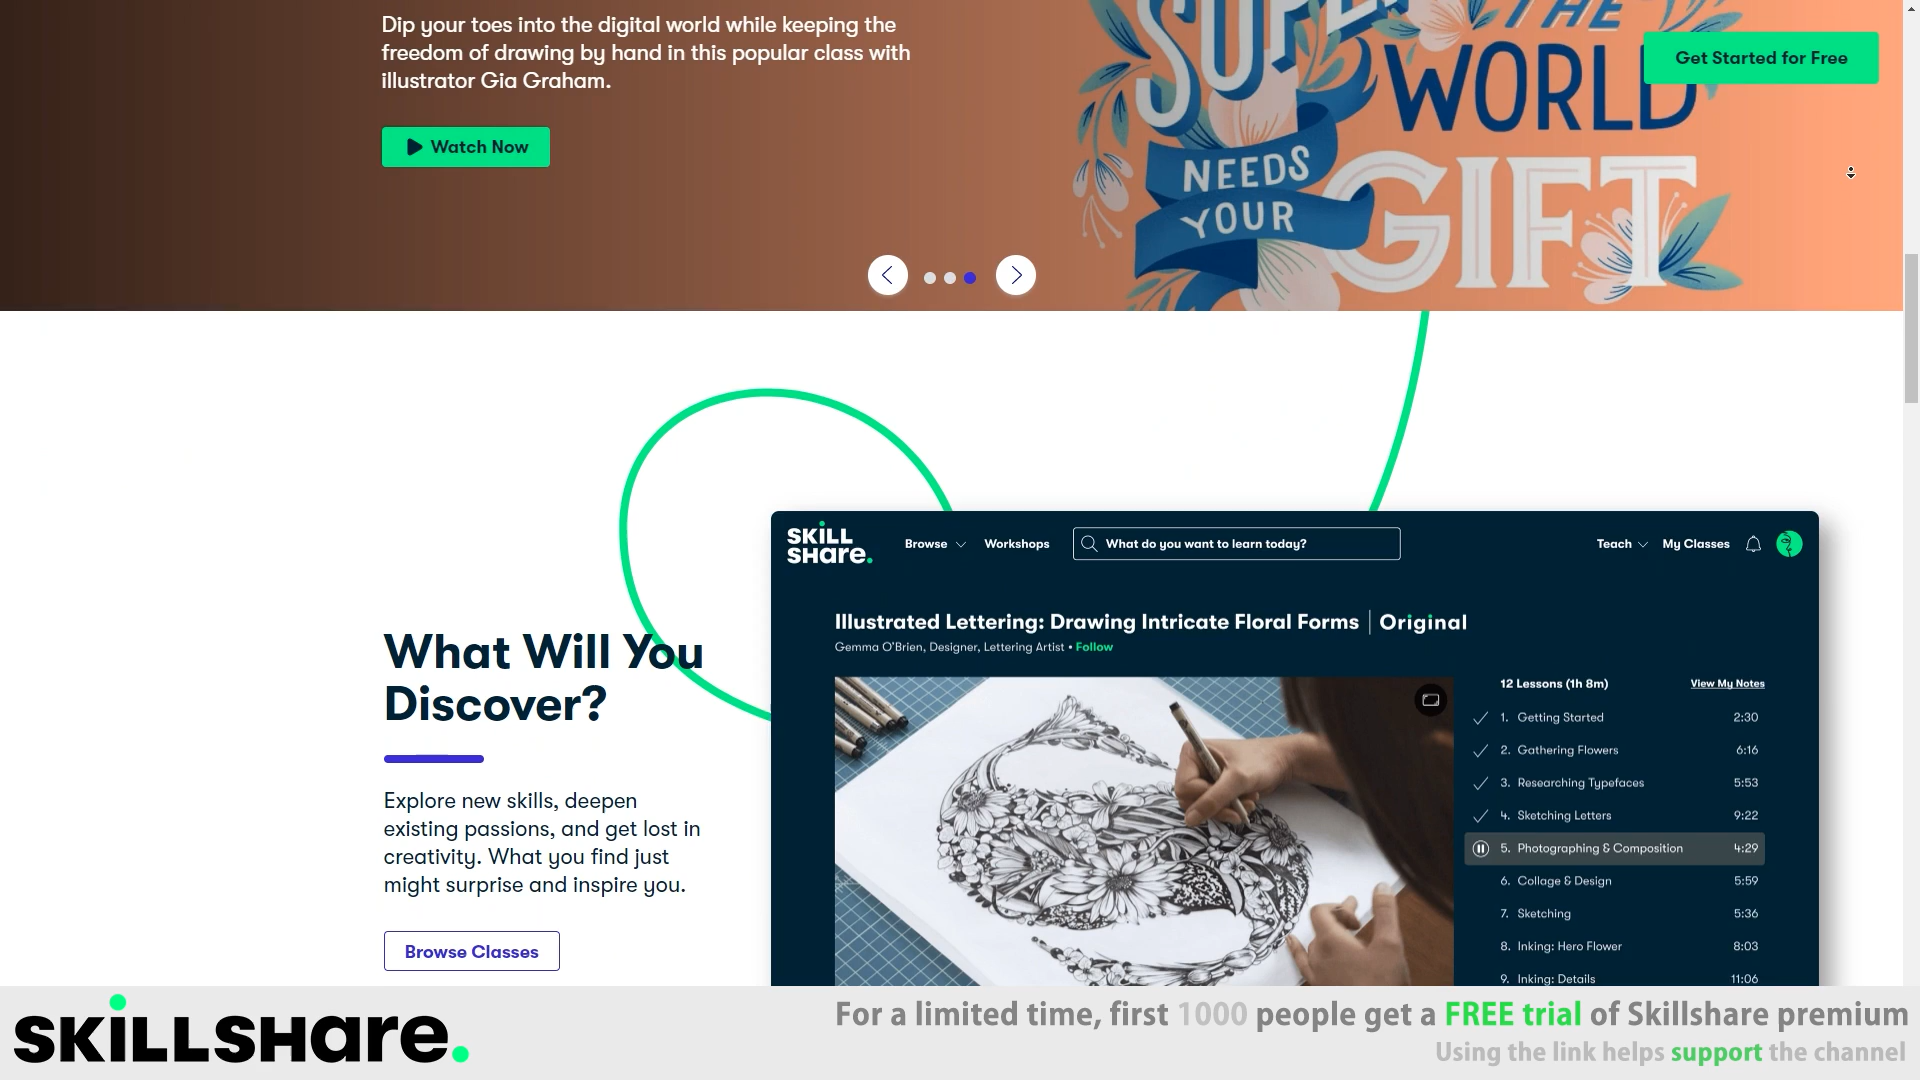 Dip your toes into the digital world while keeping the
freedom of drawing by hand in this popular class with
illustrator Gia Graham.
Watch Now
THE
WORLD
NEEDS
YOUR
GIFT
Get Started for Free
What Will You
Discover?
Explore new skills, deepen
existing passions, and get lost in
creativity. What you find just
might surprise and inspire you.
Browse Classes
SKILL
SHare.
Browse
Workshops
What do you want to learn today?
Teach
My Classes
Illustrated Lettering: Drawing Intricate Floral Forms | Original
Gemma O'Brien, Designer, Lettering Artist • Follow
12 Lessons (1h 8m) View My Notes
1. Getting Started 2:30
2. Gathering Flowers 6:16
3. Researching Typefaces 5:53
4. Sketching Letters 9:22
5. Photographing & Composition 4:29
6. Collage & Design 5:59
7. Sketching 5:36
8. Inking: Hero Flower 8:03
9. Inking: Details 11:06
SKILLSHare.
For a limited time, first 1000 people get a FREE trial of Skillshare premium
Using the link helps support the channel